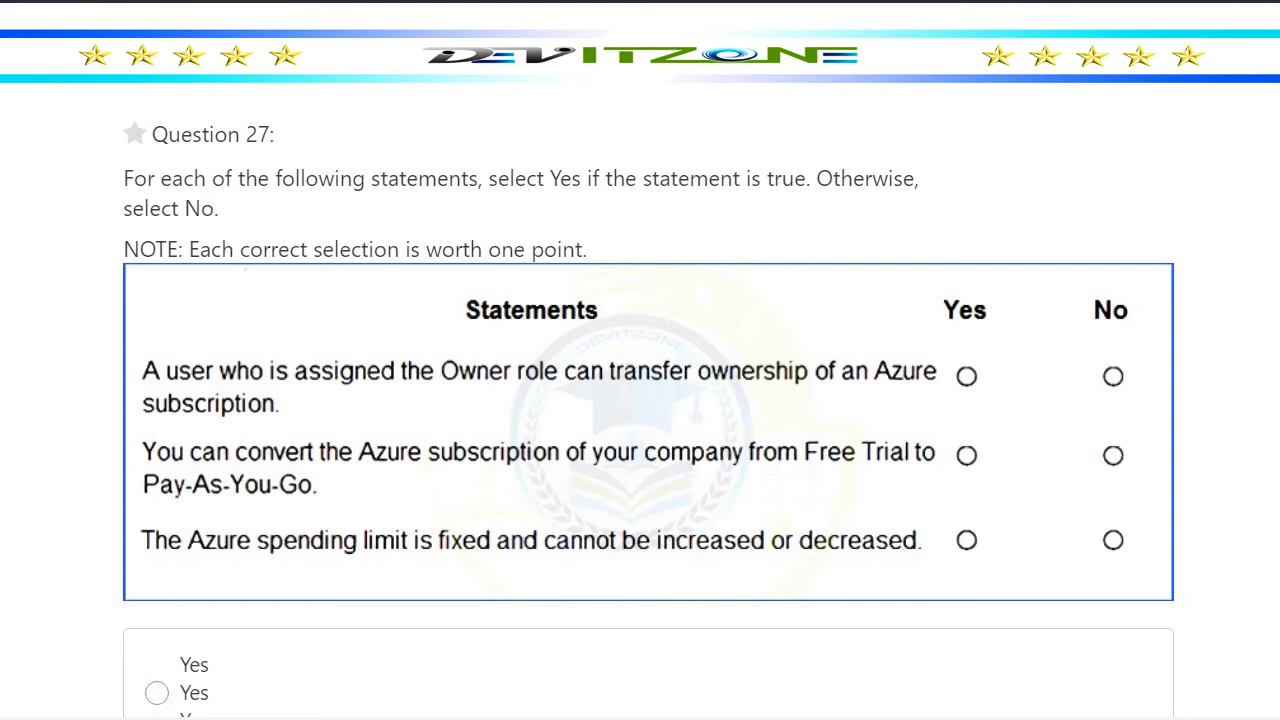 DEVITZONE
Question 27:
For each of the following statements, select Yes if the statement is true. Otherwise,
select No.
NOTE: Each correct selection is worth one point.
Statements Yes No
A user who is assigned the Owner role can transfer ownership of an Azure
subscription.
You can convert the Azure subscription of your company from Free Trial to
Pay-As-You-Go.
The Azure spending limit is fixed and cannot be increased or decreased.
DEVITZONE
Yes
Yes